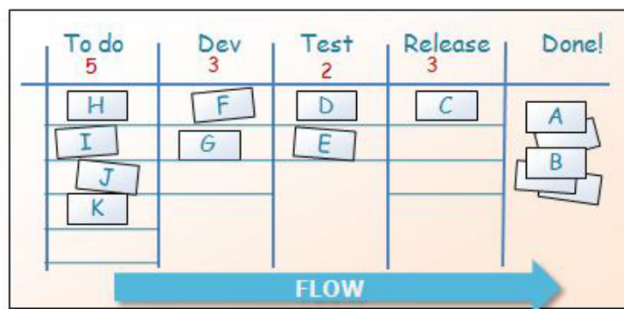 To do Dev Test Release Done!
5 3 2 3
H F D C A
I G E B
J
K
FLOW